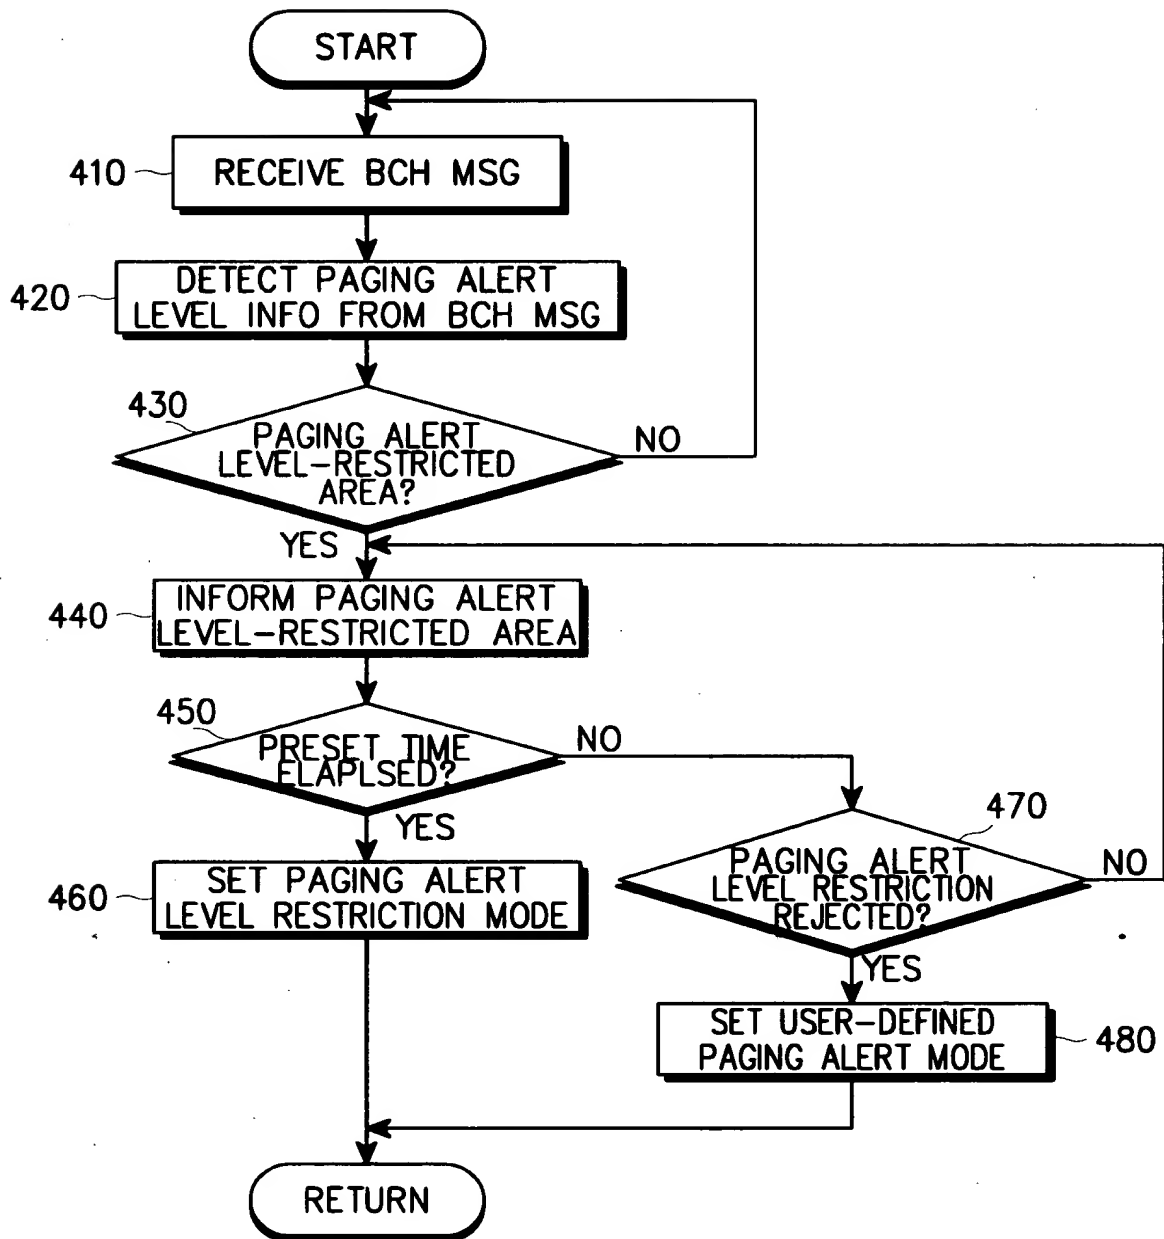 START
410
RECEIVE BCH MSG
420
DETECT PAGING ALERT
LEVEL INFO FROM BCH MSG
430
PAGING ALERT
LEVEL-RESTRICTED
AREA?
NO
YES
440
INFORM PAGING ALERT
LEVEL-RESTRICTED AREA
450
PRESET TIME
ELAPLSED?
NO
YES
460
SET PAGING ALERT
LEVEL RESTRICTION MODE
470
PAGING ALERT
LEVEL RESTRICTION
REJECTED?
NO
YES
SET USER-DEFINED
PAGING ALERT MODE
480
RETURN